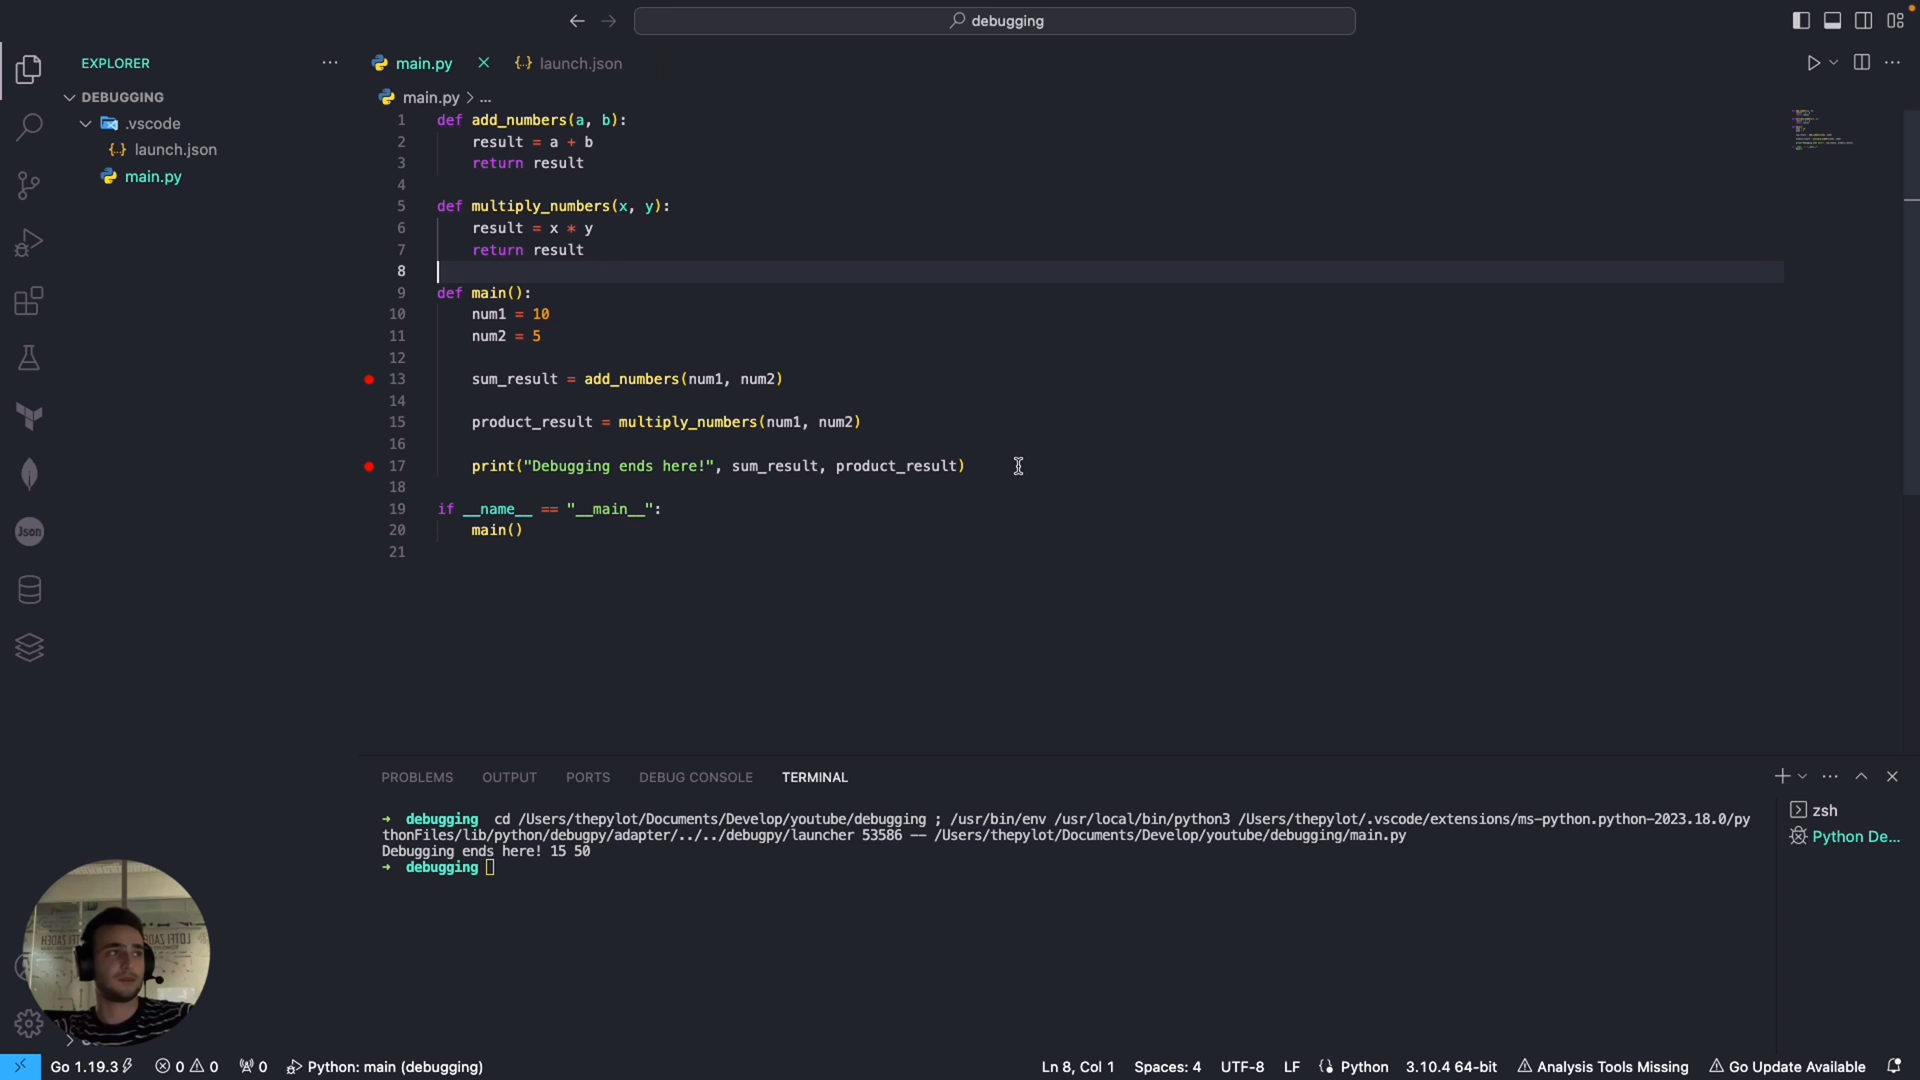 debugging
EXPLORER
main.py
launch.json
DEBUGGING
.vscode
launch.json
main.py
main.py > ...
1 def add_numbers(a, b):
2 result = a + b
3 return result
4
5 def multiply_numbers(x, y):
6 result = x * y
7 return result
8
9 def main():
10 num1 = 10
11 num2 = 5
12
13 sum_result = add_numbers(num1, num2)
14
15 product_result = multiply_numbers(num1, num2)
16
17 print("Debugging ends here!", sum_result, product_result)
18
19 if __name__ == "__main__":
20 main()
21
Json
PROBLEMS OUTPUT PORTS DEBUG CONSOLE TERMINAL
→ debugging cd /Users/thepylot/Documents/Develop/youtube/debugging ; /usr/bin/env /usr/local/bin/python3 /Users/thepylot/.vscode/extensions/ms-python.python-2023.18.0/py
thonFiles/lib/python/debugpy/adapter/../../debugpy/launcher 53586 -- /Users/thepylot/Documents/Develop/youtube/debugging/main.py
Debugging ends here! 15 50
→ debugging
zsh
Python De...
LOTFI ZADEH
Go 1.19.3 0 0 0 Python: main (debugging) Ln 8, Col 1 Spaces: 4 UTF-8 LF Python 3.10.4 64-bit Analysis Tools Missing Go Update Available